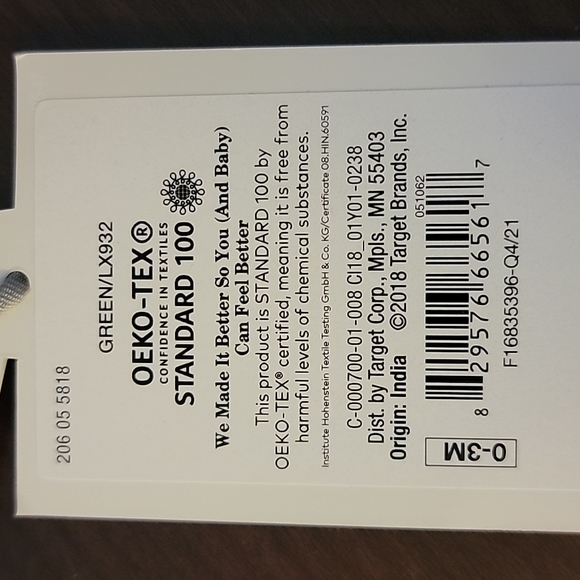 206 05 5818
GREEN/LX932
OEKO-TEX®
CONFIDENCE IN TEXTILES
STANDARD 100
We Made It Better So You (And Baby)
Can Feel Better
This product is STANDARD 100 by
OEKO-TEX® certified, meaning it is free from
harmful levels of chemical substances.
Institute Hohenstein Textile Testing GmbH & Co. KG/Certificate 08.HIN.60591
C-000700-01-008 CI18_01Y01-0238
Dist. by Target Corp., Mpls., MN 55403
Origin: India ©2018 Target Brands, Inc.
051062
0-3M
8 29576 66561 7
F16835396-Q4/21